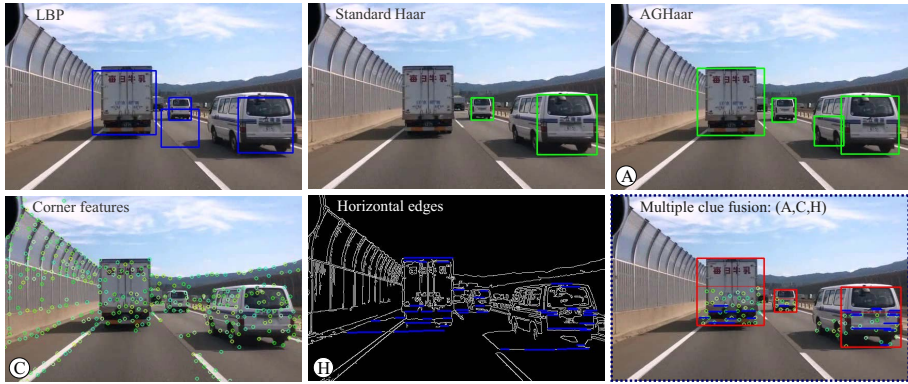 LBP
Standard Haar
AGHaar
A
Corner features
Horizontal edges
Multiple clue fusion: (A,C,H)
C
H